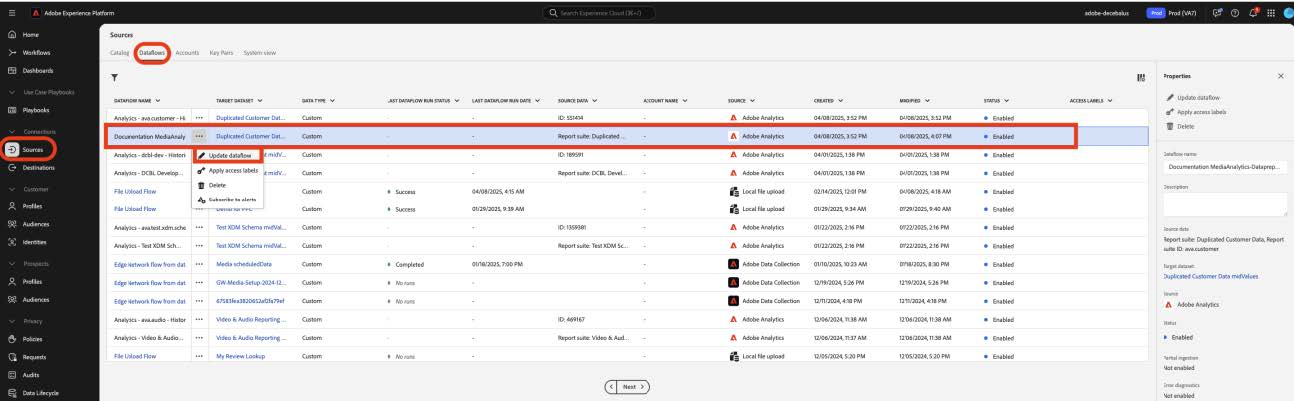 Adobe Experience Platform
Search Experience Cloud (⌘+/)
adobe-decebalus
Prod Prod (VA7)
Home
Workflows
Dashboards
Use Case Playbooks
Playbooks
Connections
Sources
Destinations
Customer
Profiles
Audiences
Identities
Prospects
Profiles
Audiences
Privacy
Policies
Requests
Audits
Data Lifecycle
Sources
Catalog Dataflows Accounts Key Pairs System view
DATAFLOW NAME TARGET DATASET DATA TYPE LAST DATAFLOW RUN STATUS LAST DATAFLOW RUN DATE SOURCE DATA ACCOUNT NAME SOURCE CREATED MODIFIED STATUS ACCESS LABELS
Analytics - ava.customer - Hi ··· Duplicated Customer Dat... Custom - - ID: 551414 - Adobe Analytics 04/08/2025, 3:52 PM 04/08/2025, 3:52 PM Enabled
Documentation MediaAnaly ··· Duplicated Customer Dat... Custom - - Report suite: Duplicated ... - Adobe Analytics 04/08/2025, 3:52 PM 04/08/2025, 4:07 PM Enabled
Analytics - dcbl-dev - Histori ··· t midV... Custom - - ID: 189591 - Adobe Analytics 04/01/2025, 1:38 PM 04/01/2025, 1:38 PM Enabled
Analytics - DCBL Develop... ··· t midV... Custom - - Report suite: DCBL Devel... - Adobe Analytics 04/01/2025, 1:38 PM 04/01/2025, 1:38 PM Enabled
File Upload Flow Custom Success 04/08/2025, 4:15 AM - Local file upload 02/14/2025, 12:01 PM 04/08/2025, 4:18 AM Enabled
File Upload Flow Custom Success 01/29/2025, 9:39 AM - Local file upload 01/29/2025, 9:34 AM 01/29/2025, 9:40 AM Enabled
Analytics - ava.test.xdm.sche ··· Test XDM Schema midVal... Custom - - ID: 1359381 - Adobe Analytics 01/22/2025, 2:16 PM 01/22/2025, 2:16 PM Enabled
Analytics - Test XDM Sch... ··· Test XDM Schema midVal... Custom - - Report suite: Test XDM Sc... - Adobe Analytics 01/22/2025, 2:16 PM 01/22/2025, 2:16 PM Enabled
Edge Network flow from dat ··· Media scheduledData Custom Completed 01/18/2025, 7:00 PM - Adobe Data Collection 01/10/2025, 10:23 AM 01/18/2025, 8:30 PM Enabled
Edge Network flow from dat ··· GW-Media-Setup-2024-12... Custom No runs - - Adobe Data Collection 12/19/2024, 5:26 PM 12/19/2024, 5:26 PM Enabled
Edge Network flow from dat ··· 67583fea3820652af2fa79ef Custom No runs - - Adobe Data Collection 12/11/2024, 4:18 PM 12/11/2024, 4:18 PM Enabled
Analytics - ava.audio - Histor ··· Video & Audio Reporting ... Custom - - ID: 469167 - Adobe Analytics 12/06/2024, 11:38 AM 12/06/2024, 11:38 AM Enabled
Analytics - Video & Audio... ··· Video & Audio Reporting ... Custom - - Report suite: Video & Aud... - Adobe Analytics 12/06/2024, 11:37 AM 12/06/2024, 11:38 AM Enabled
File Upload Flow ··· My Review Lookup Custom No runs - - Local file upload 12/05/2024, 5:20 PM 12/05/2024, 5:20 PM Enabled
Update dataflow
Apply access labels
Delete
Subscribe to alerts
< Next >
Properties
Update dataflow
Apply access labels
Delete
Dataflow name
Documentation MediaAnalytics-Dataprep...
Description
Source data
Report suite: Duplicated Customer Data, Report
suite ID: ava.customer
Target dataset
Duplicated Customer Data midValues
Source
Adobe Analytics
Status
Enabled
Partial ingestion
Not enabled
Error diagnostics
Not enabled